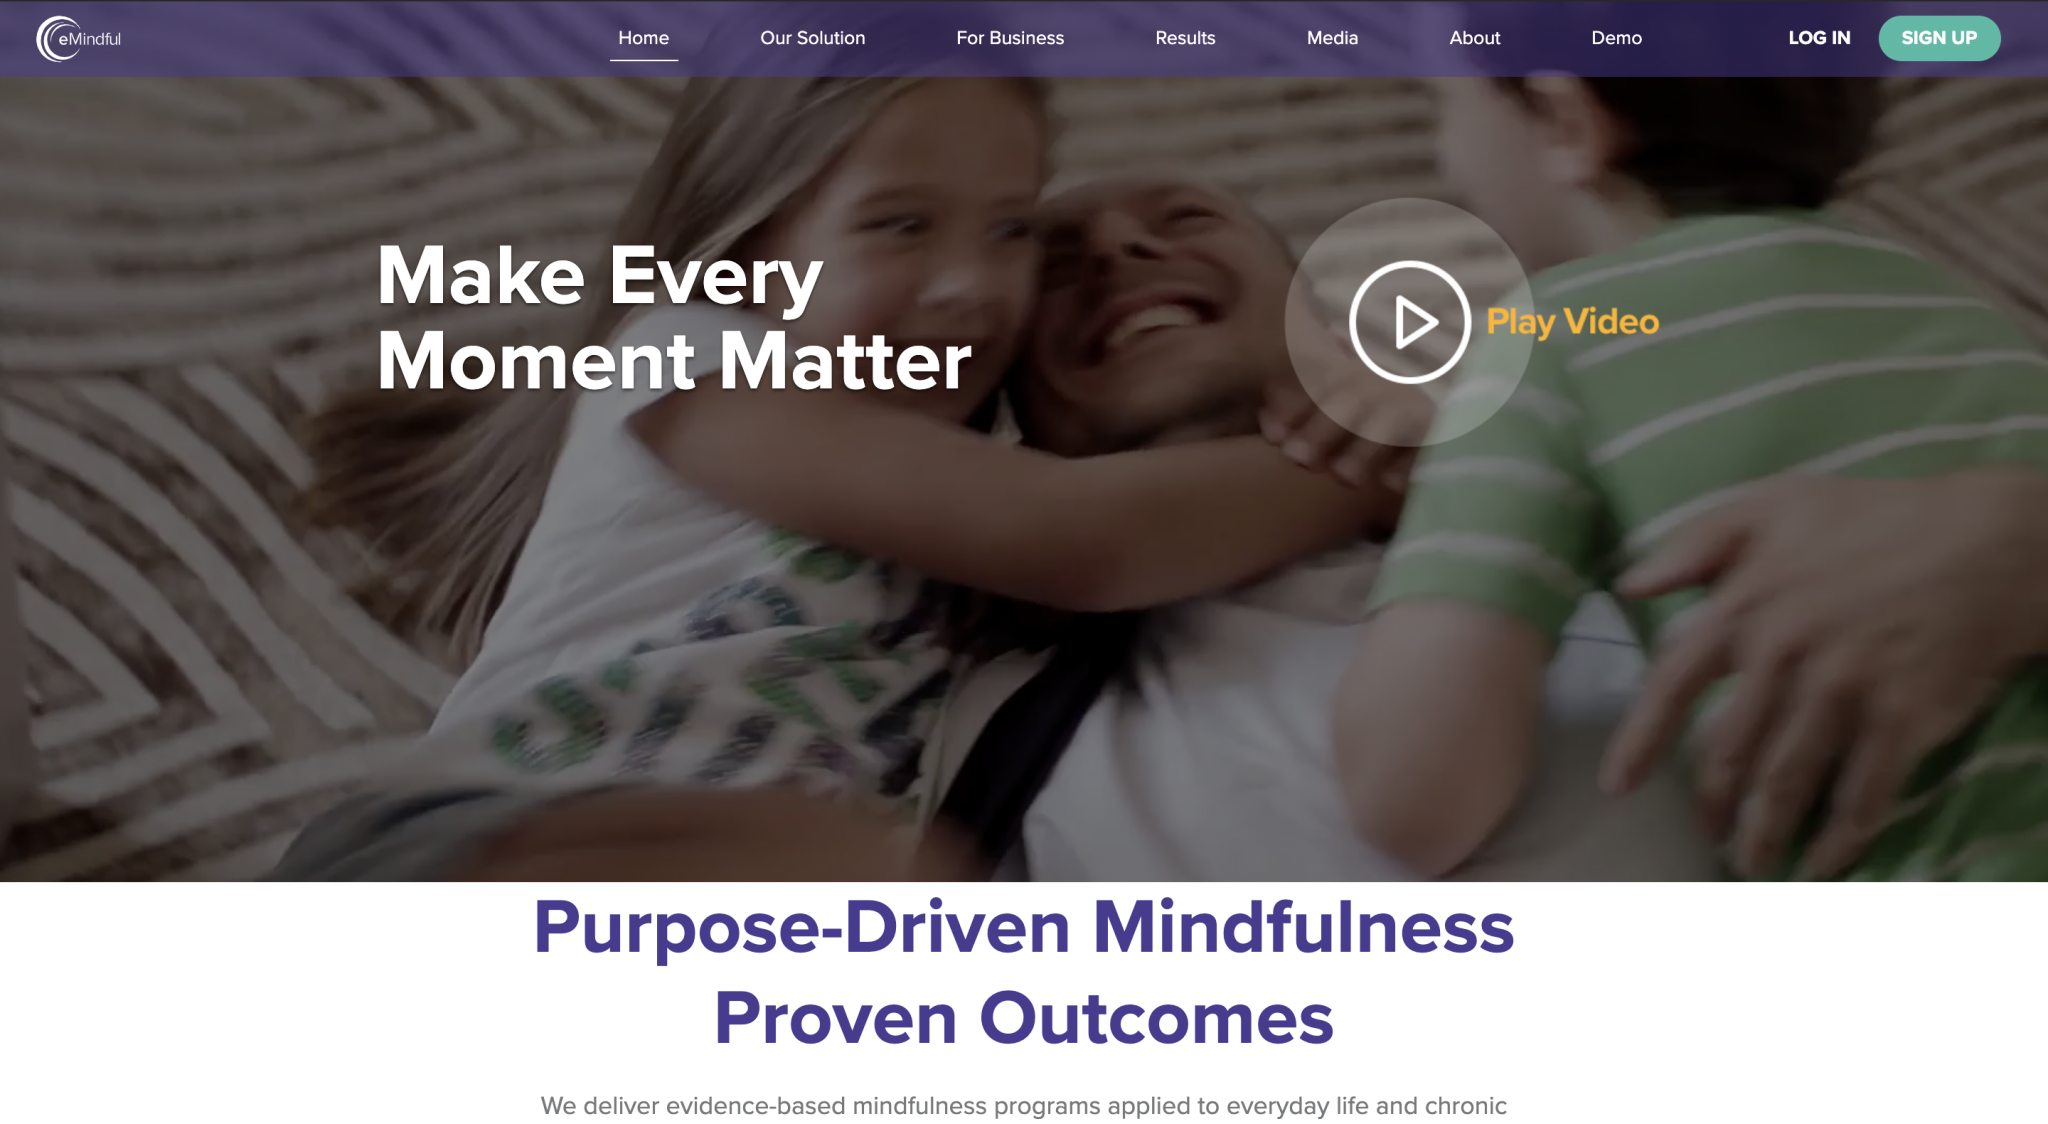 eMindful
Home
Our Solution
For Business
Results
Media
About
Demo
LOG IN
SIGN UP
Make Every
Moment Matter
Play Video
Purpose-Driven Mindfulness
Proven Outcomes
We deliver evidence-based mindfulness programs applied to everyday life and chronic